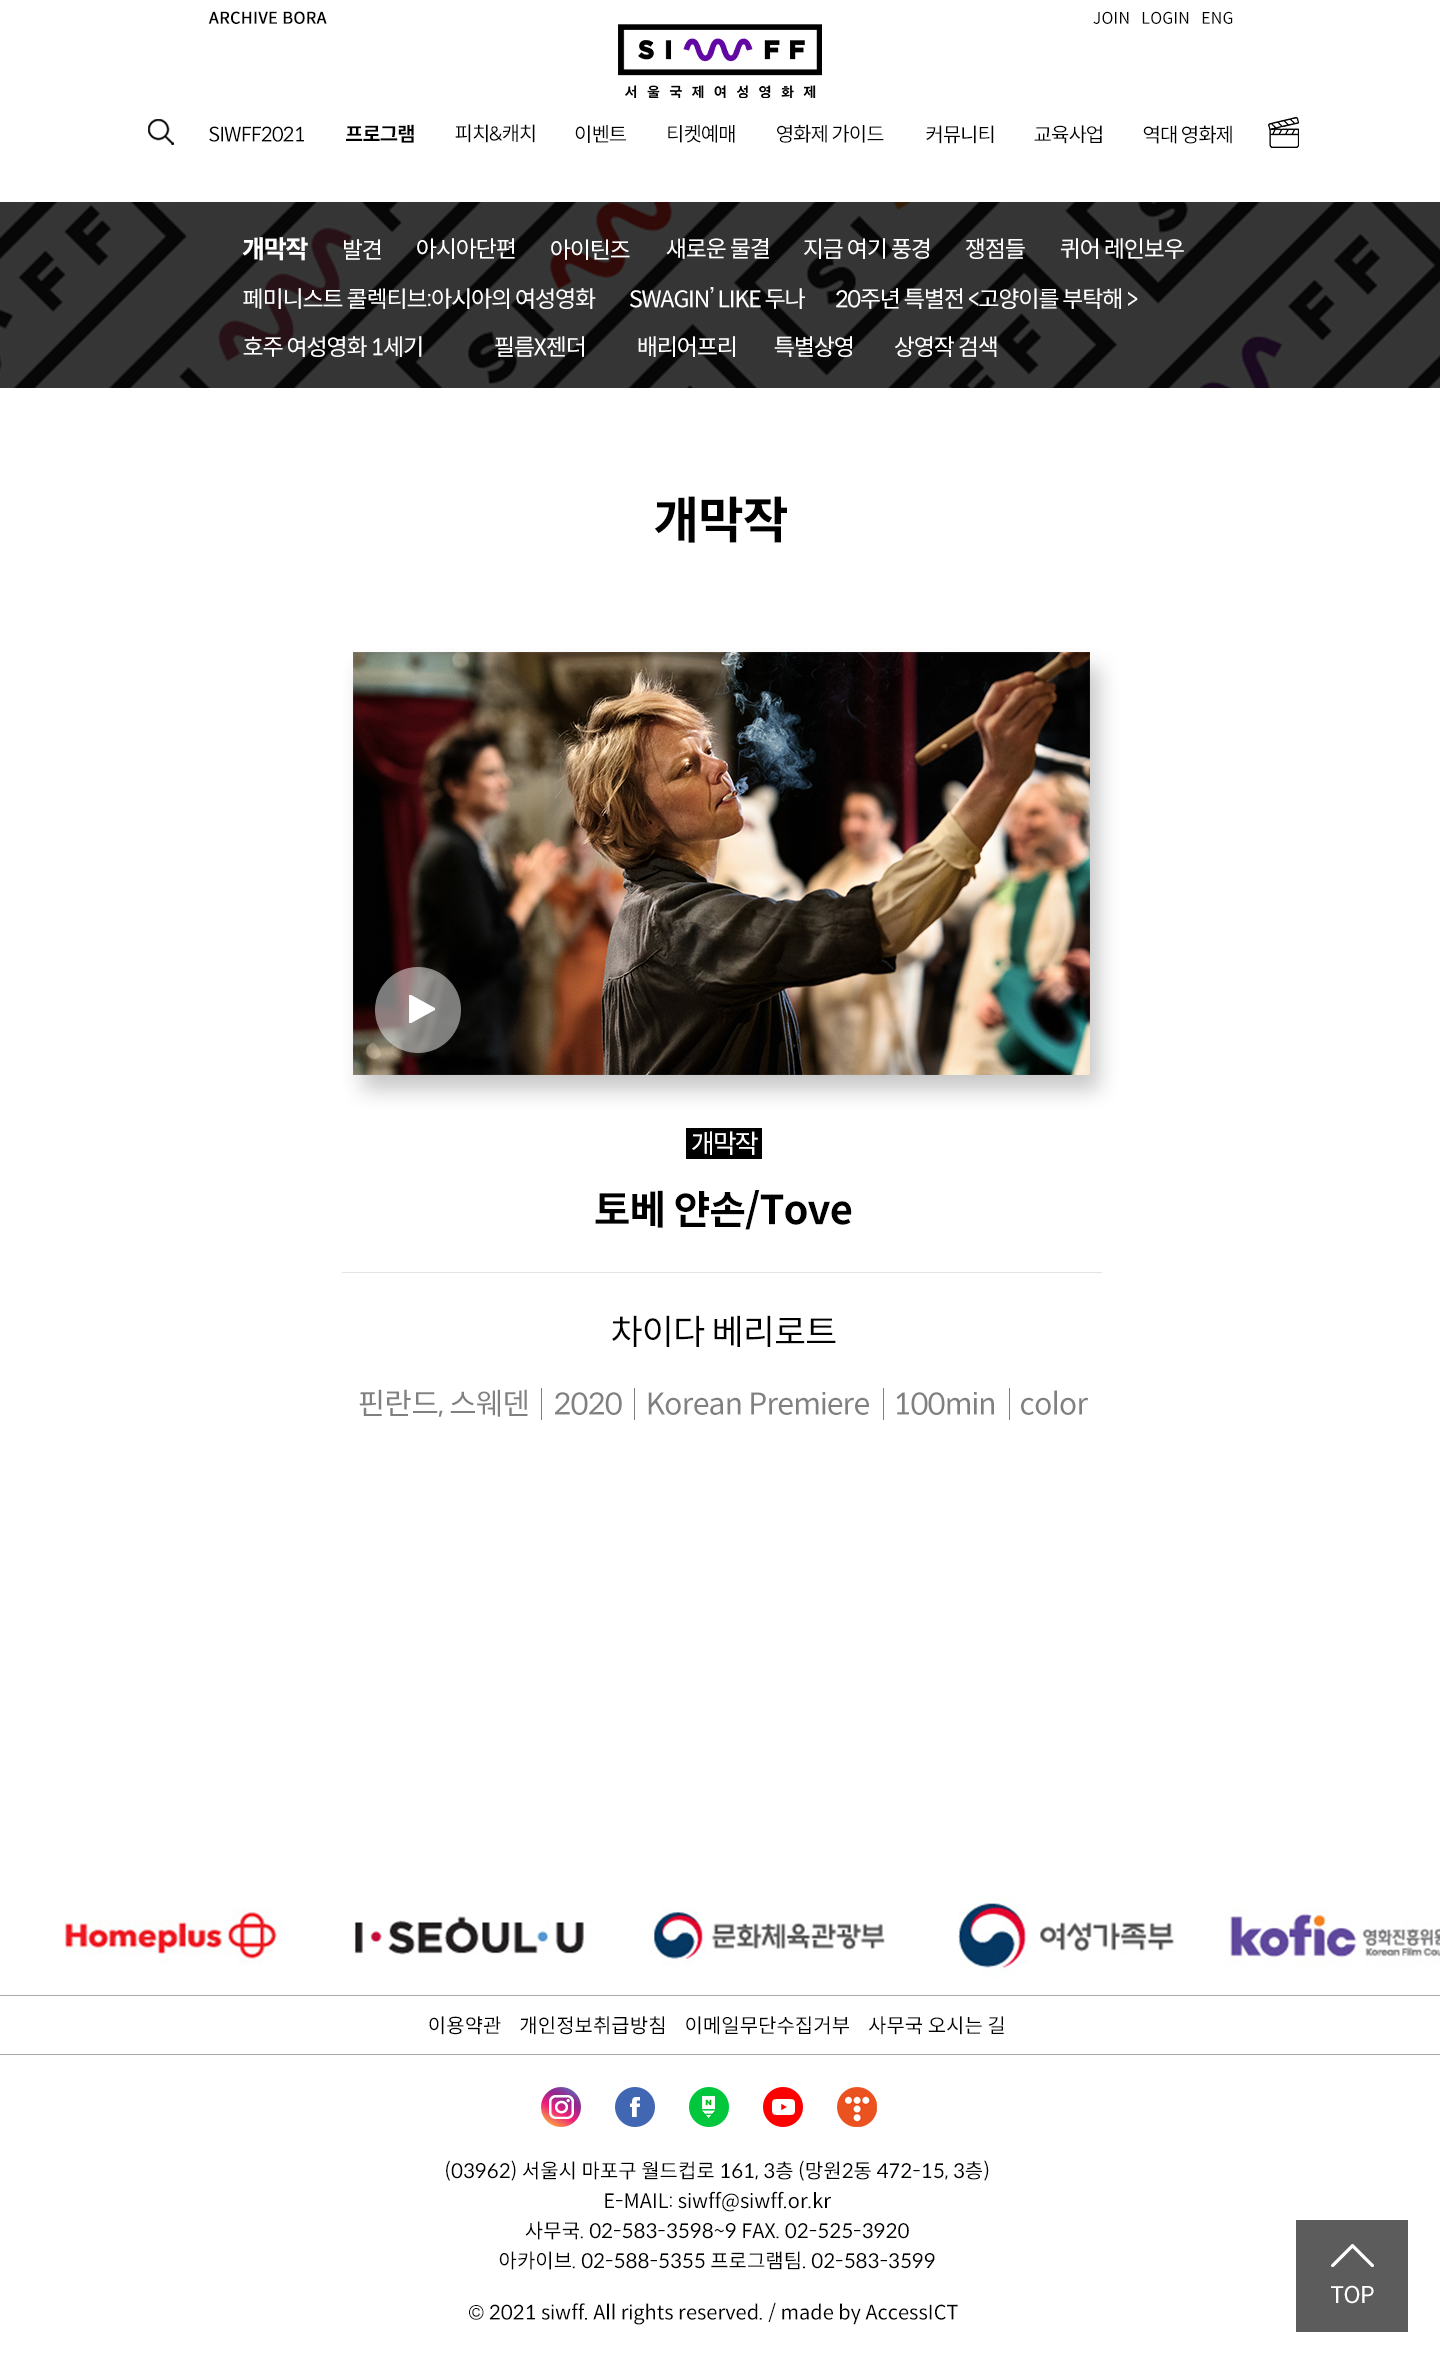 ARCHIVE BORA
JOIN LOGIN ENG
SIWFF
서울국제여성영화제
SIWFF2021 프로그램 피치&캐치 이벤트 티켓예매 영화제 가이드 커뮤니티 교육사업 역대 영화제
개막작 발견 아시아단편 아이틴즈 새로운 물결 지금 여기 풍경 쟁점들 퀴어 레인보우
페미니스트 콜렉티브:아시아의 여성영화 SWAGIN’ LIKE 두나 20주년 특별전 <고양이를 부탁해 >
호주 여성영화 1세기 필름X젠더 배리어프리 특별상영 상영작 검색
개막작
개막작
토베 얀손/Tove
차이다 베리로트
핀란드, 스웨덴 | 2020 | Korean Premiere | 100min | color
Homeplus I·SEOUL·U 문화체육관광부 여성가족부 kofic 영화진흥위원
Korean Film Cou
이용약관 개인정보취급방침 이메일무단수집거부 사무국 오시는 길
(03962) 서울시 마포구 월드컵로 161, 3층 (망원2동 472-15, 3층)
E-MAIL: siwff@siwff.or.kr
사무국. 02-583-3598~9 FAX. 02-525-3920
아카이브. 02-588-5355 프로그램팀. 02-583-3599
© 2021 siwff. All rights reserved. / made by AccessICT
TOP